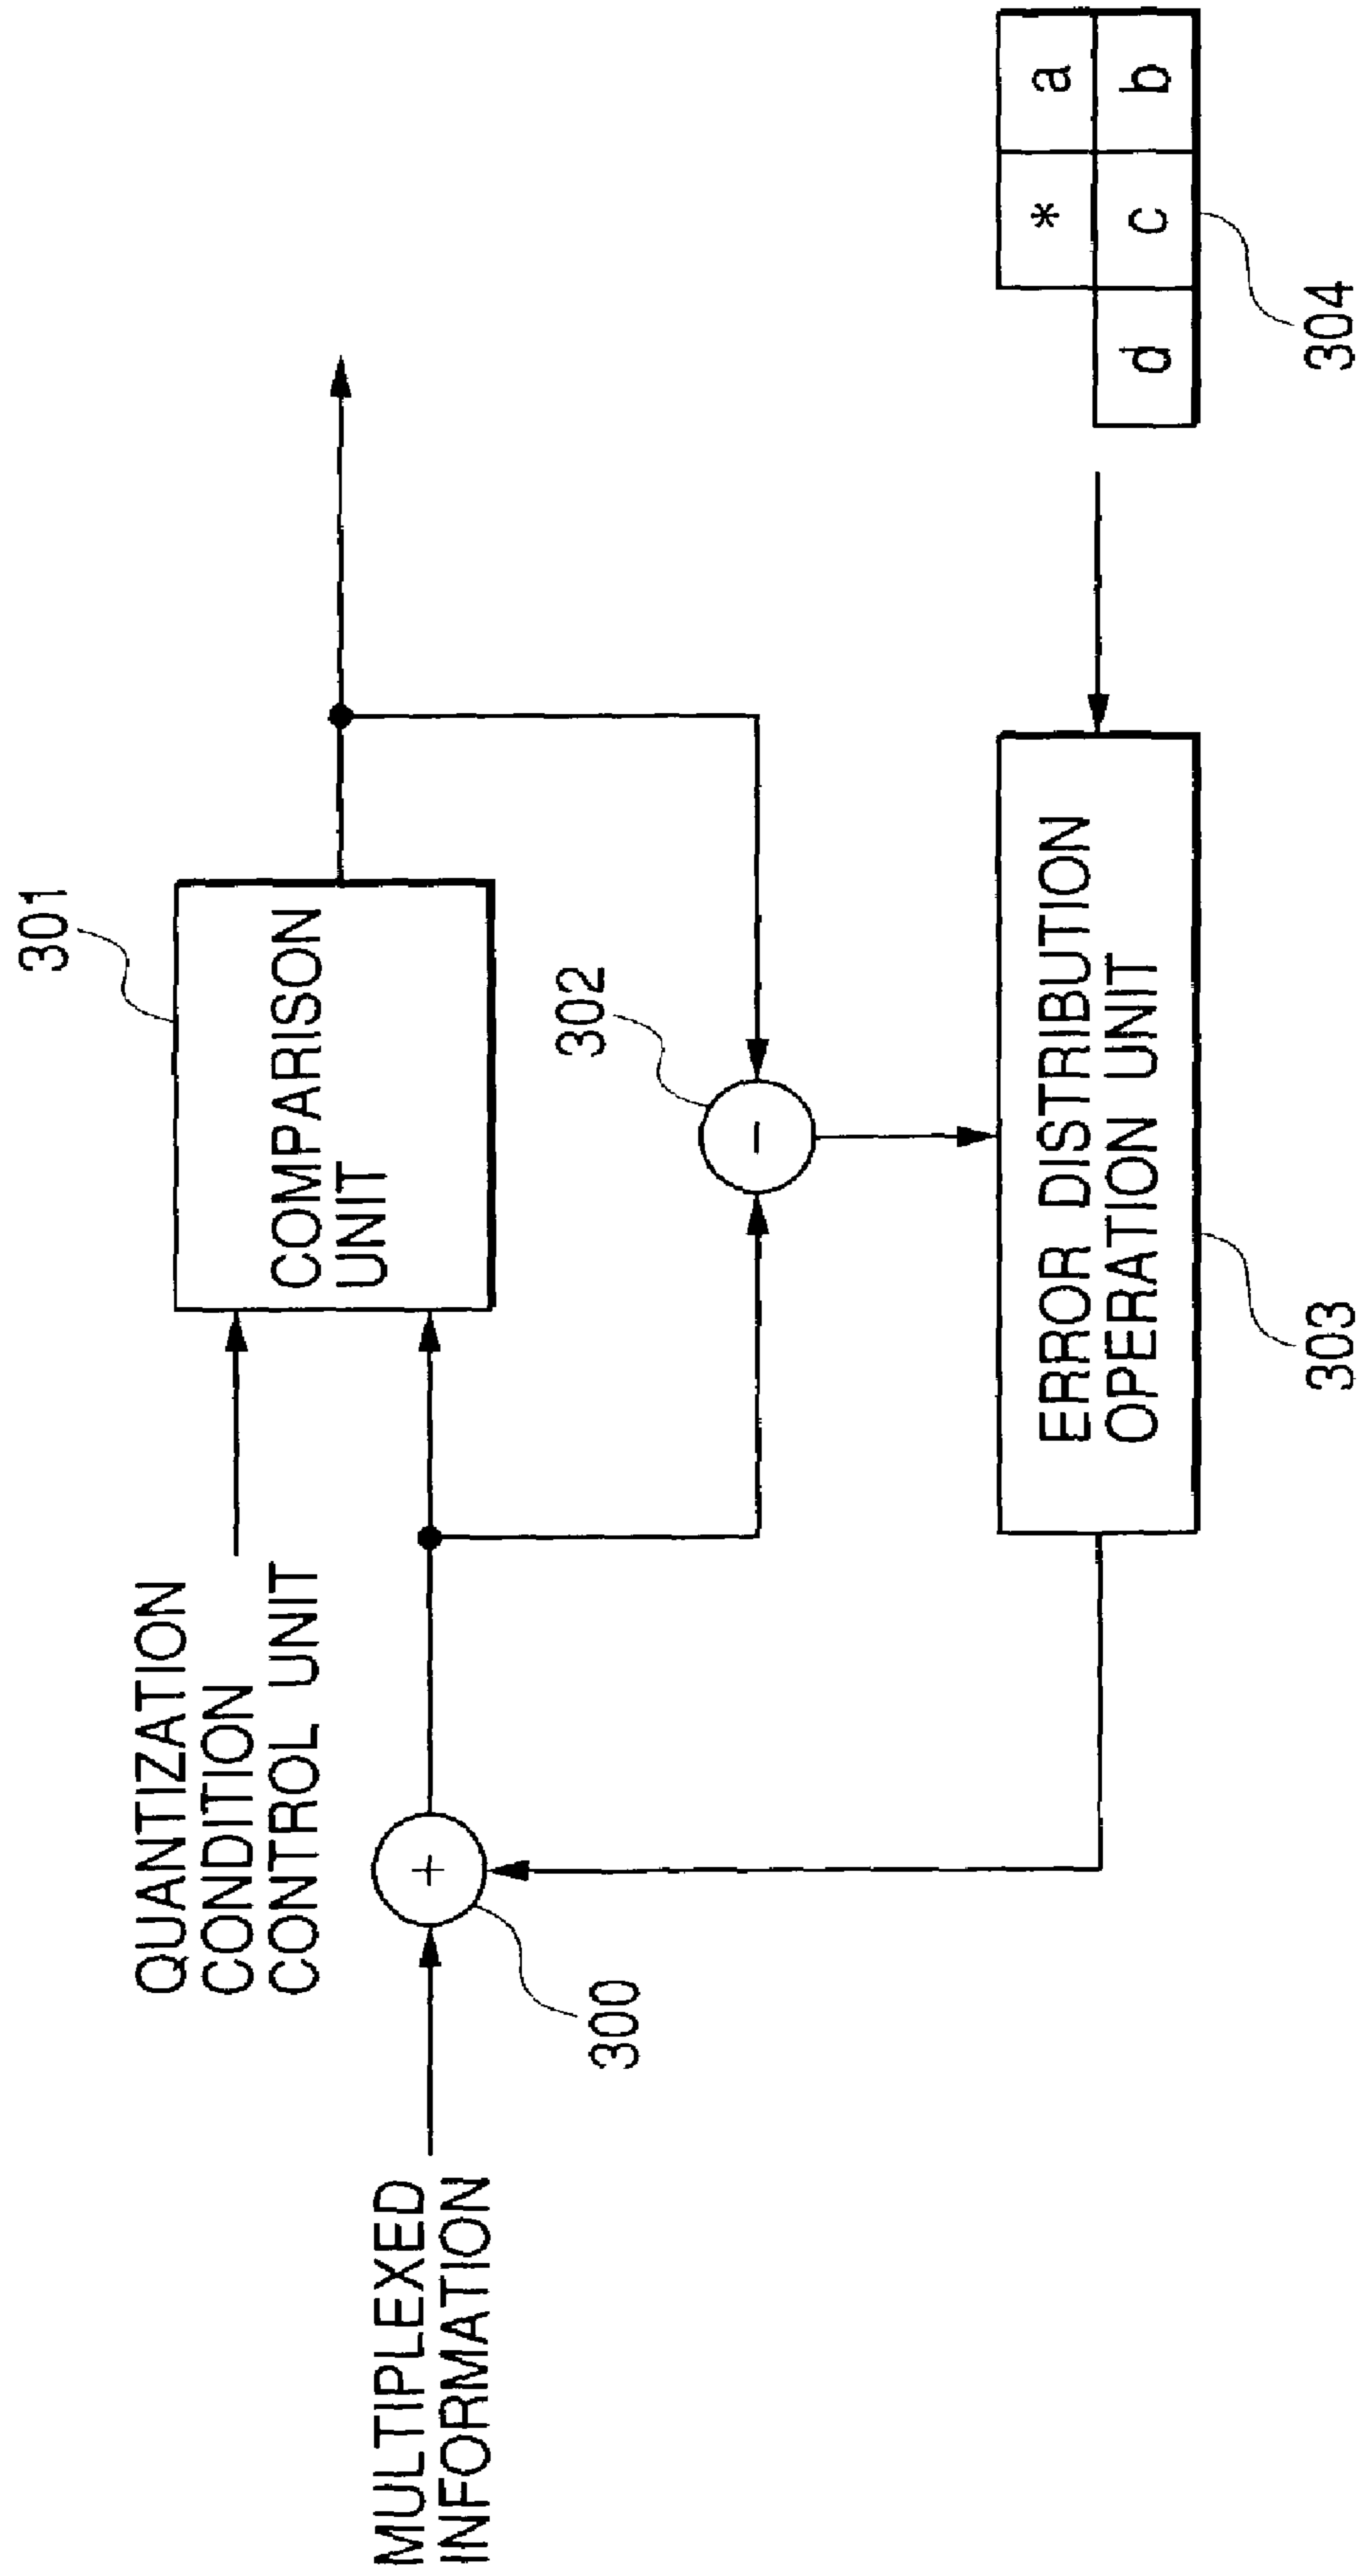 301
QUANTIZATION
CONDITION
CONTROL UNIT
COMPARISON
UNIT
MULTIPLEXED
INFORMATION
+
300
302
-
ERROR DISTRIBUTION
OPERATION UNIT
303
* a
d c b
304